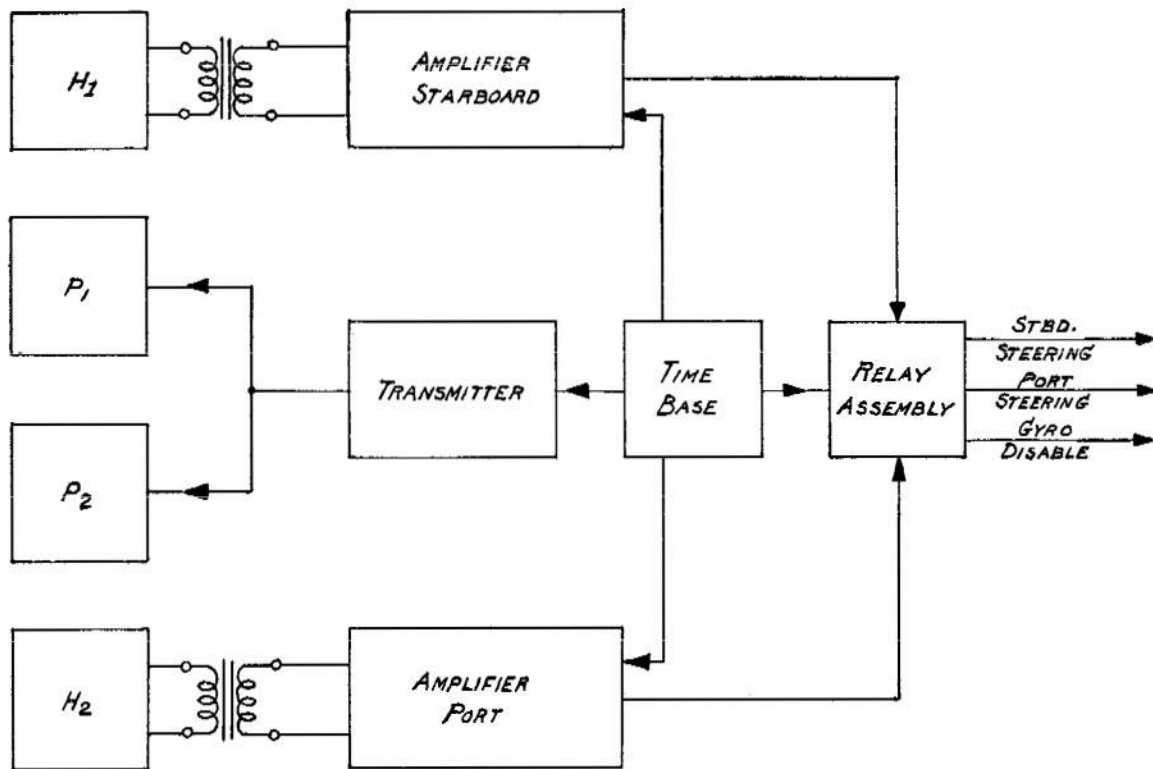 H1
AMPLIFIER
STARBOARD
P1
P2
TRANSMITTER
TIME
BASE
RELAY
ASSEMBLY
STBD.
STEERING
PORT
STEERING
GYRO
DISABLE
H2
AMPLIFIER
PORT